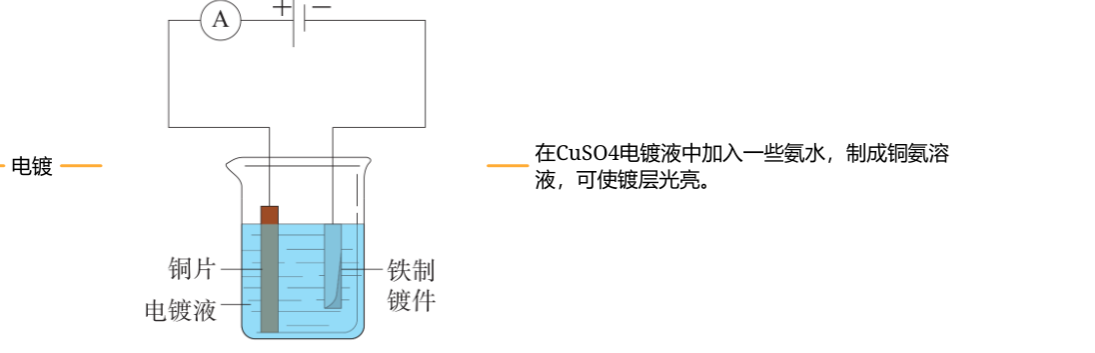 A
+
−
电镀
在CuSO4电镀液中加入一些氨水，制成铜氨溶
液，可使镀层光亮。
铜片
铁制
电镀液
镀件